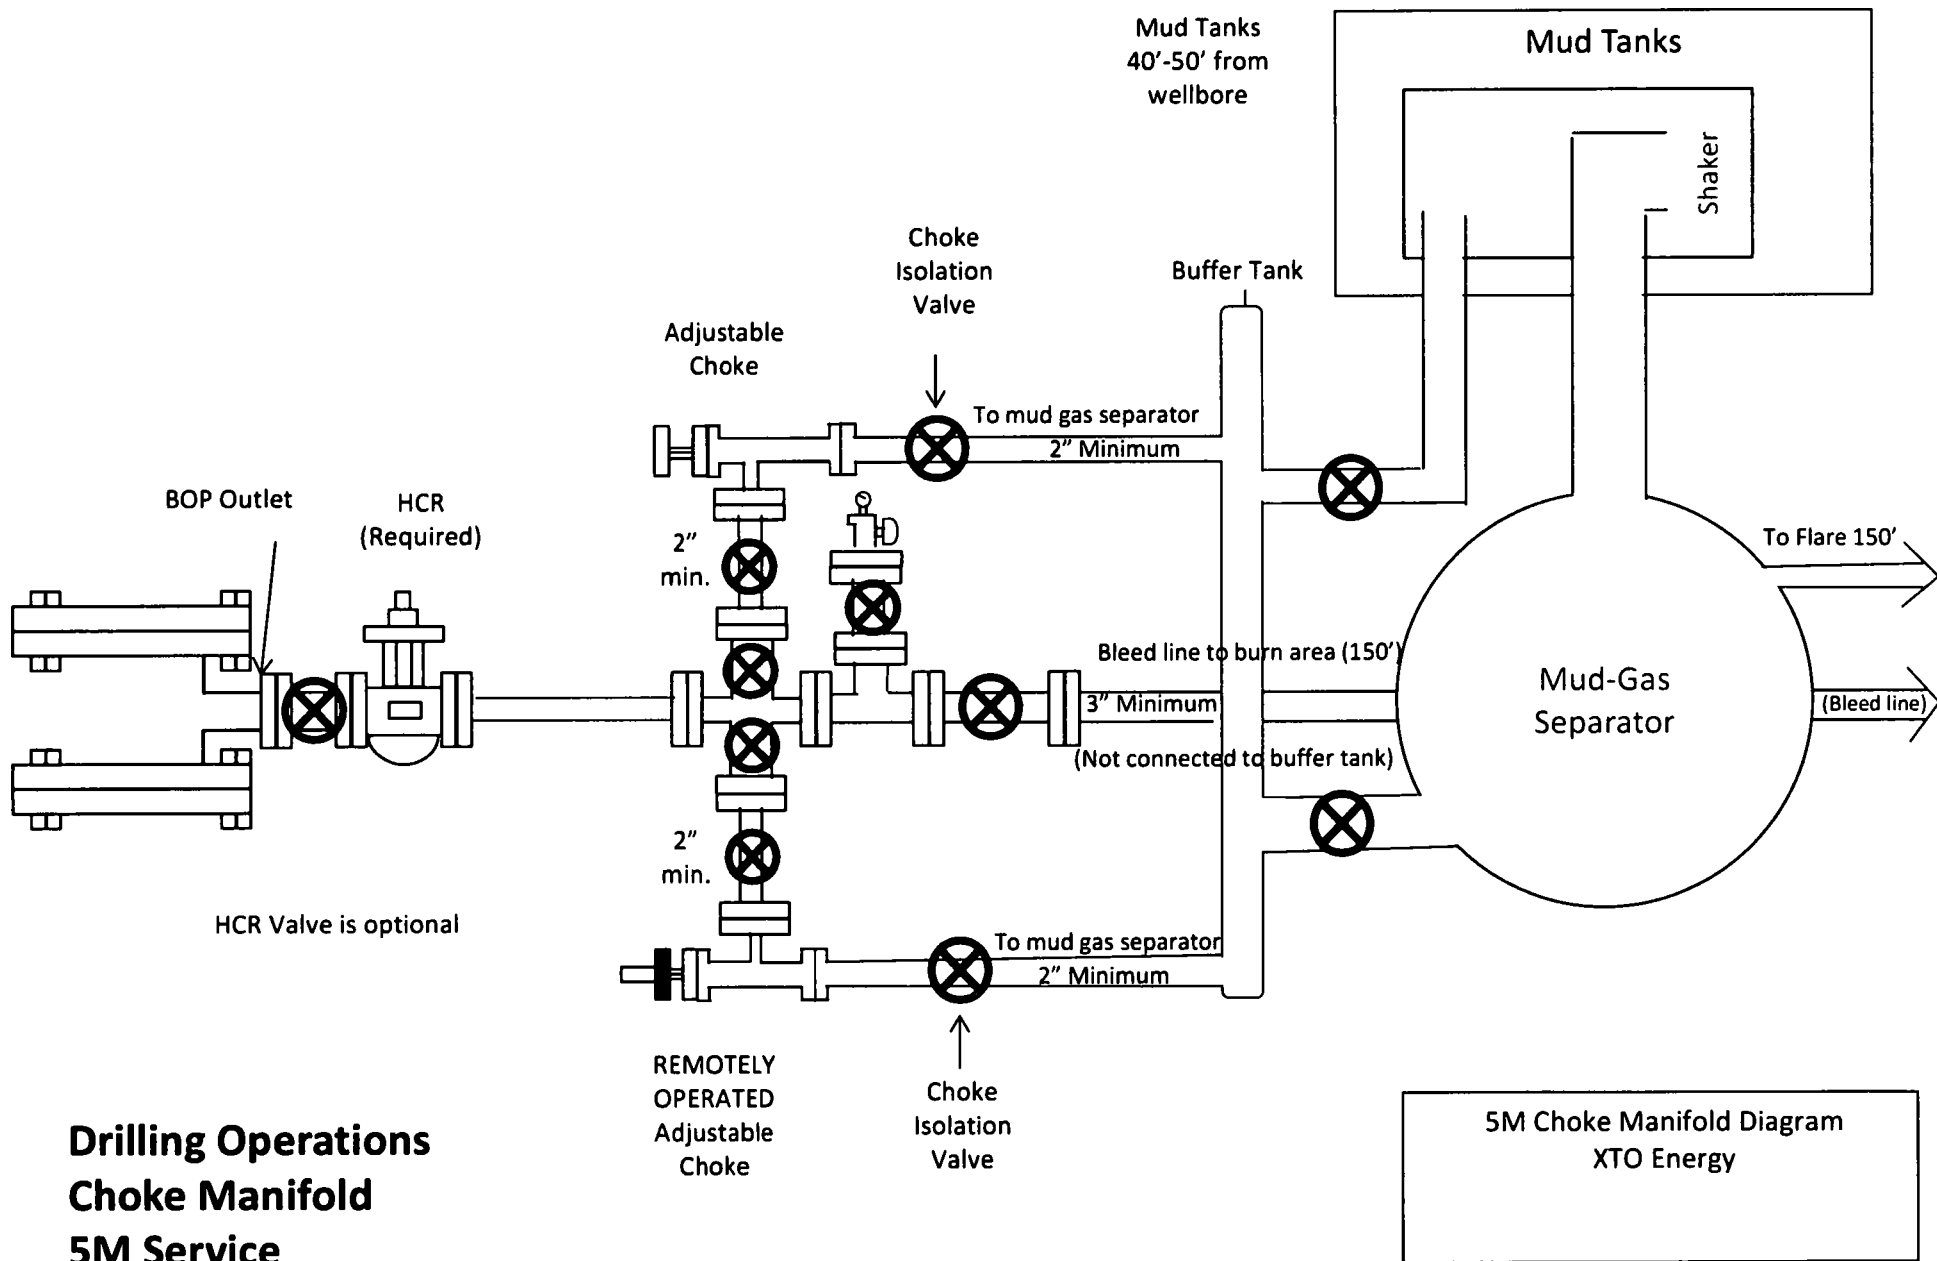 Mud Tanks
40’-50’ from
wellbore
Mud Tanks
Shaker
Choke
Isolation
Valve
Buffer Tank
Adjustable
Choke
To mud gas separator
2” Minimum
BOP Outlet
HCR
(Required)
2”
min.
To Flare 150’
Bleed line to burn area (150’)
3” Minimum
(Not connected to buffer tank)
Mud-Gas
Separator
(Bleed line)
2”
min.
HCR Valve is optional
To mud gas separator
2” Minimum
REMOTELY
OPERATED
Adjustable
Choke
Choke
Isolation
Valve
Drilling Operations
Choke Manifold
5M Service
5M Choke Manifold Diagram
XTO Energy